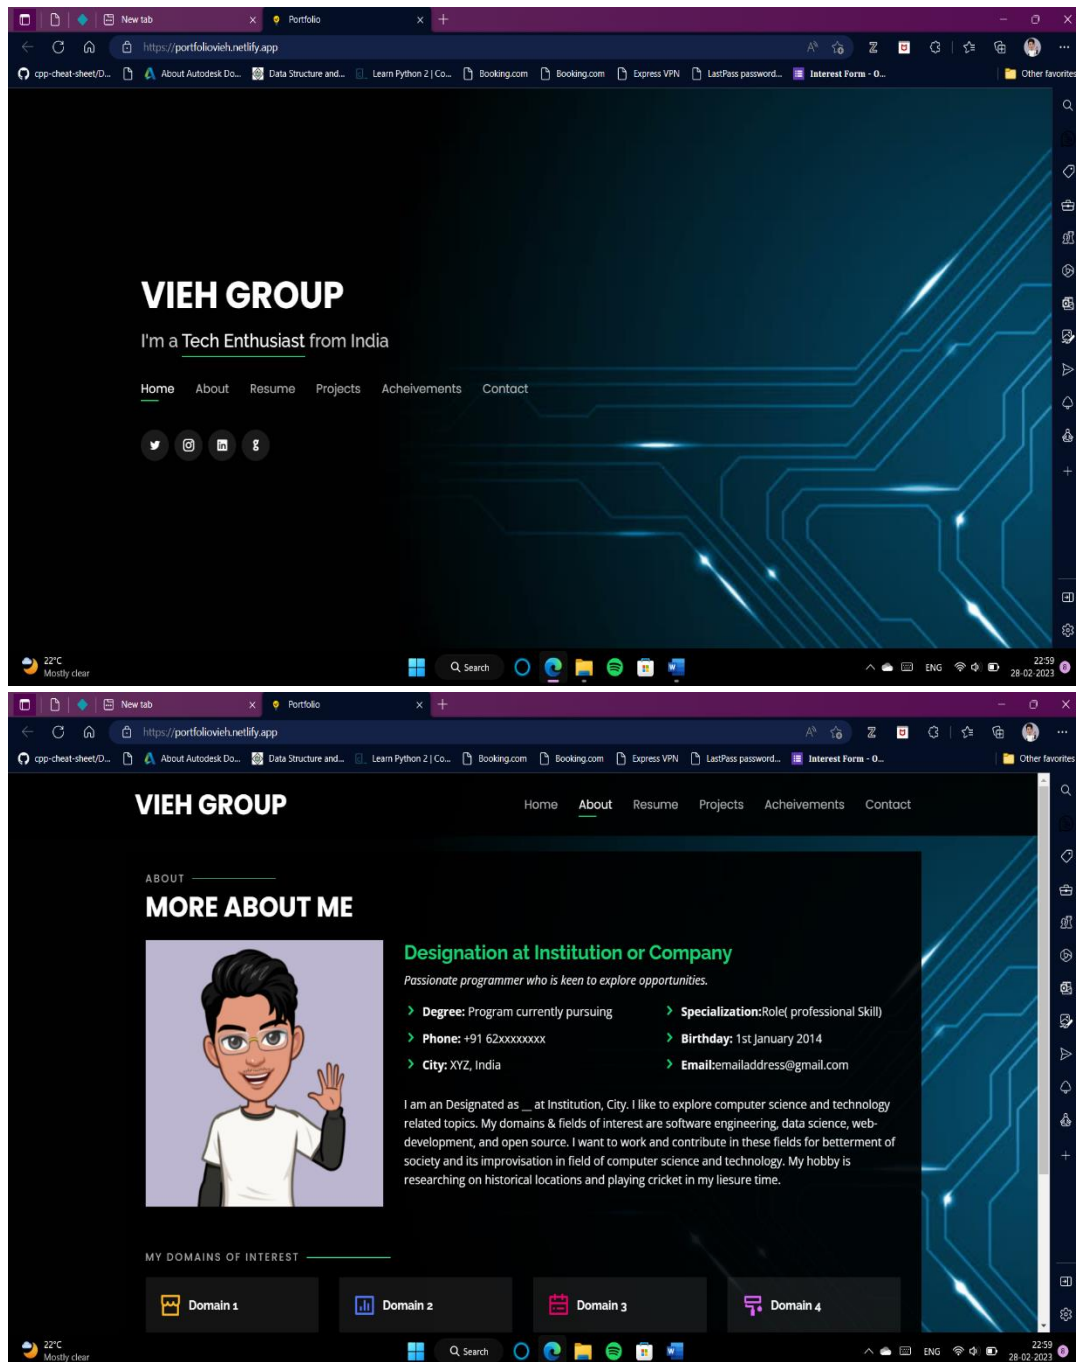 New tab
Portfolio
https://portfoliovieh.netlify.app
cpp-cheat-sheet/D...
About Autodesk Do...
Data Structure and...
Learn Python 2 | Co...
Booking.com
Booking.com
Express VPN
LastPass password...
Interest Form - 0...
Other favorites
VIEH GROUP
I'm a Tech Enthusiast from India
Home About Resume Projects Acheivements Contact
22°C
Mostly clear
Search
ENG
22:59
28-02-2023
8
New tab
Portfolio
https://portfoliovieh.netlify.app
cpp-cheat-sheet/D...
About Autodesk Do...
Data Structure and...
Learn Python 2 | Co...
Booking.com
Booking.com
Express VPN
LastPass password...
Interest Form - 0...
Other favorites
VIEH GROUP
Home About Resume Projects Acheivements Contact
ABOUT
MORE ABOUT ME
Designation at Institution or Company
Passionate programmer who is keen to explore opportunities.
Degree: Program currently pursuing
Specialization:Role( professional Skill)
Phone: +91 62xxxxxxxx
Birthday: 1st January 2014
City: XYZ, India
Email:emailaddress@gmail.com
I am an Designated as __ at Institution, City. I like to explore computer science and technology
related topics. My domains & fields of interest are software engineering, data science, web-
development, and open source. I want to work and contribute in these fields for betterment of
society and its improvisation in field of computer science and technology. My hobby is
researching on historical locations and playing cricket in my liesure time.
MY DOMAINS OF INTEREST
Domain 1
Domain 2
Domain 3
Domain 4
22°C
Mostly clear
Search
ENG
22:59
28-02-2023
8